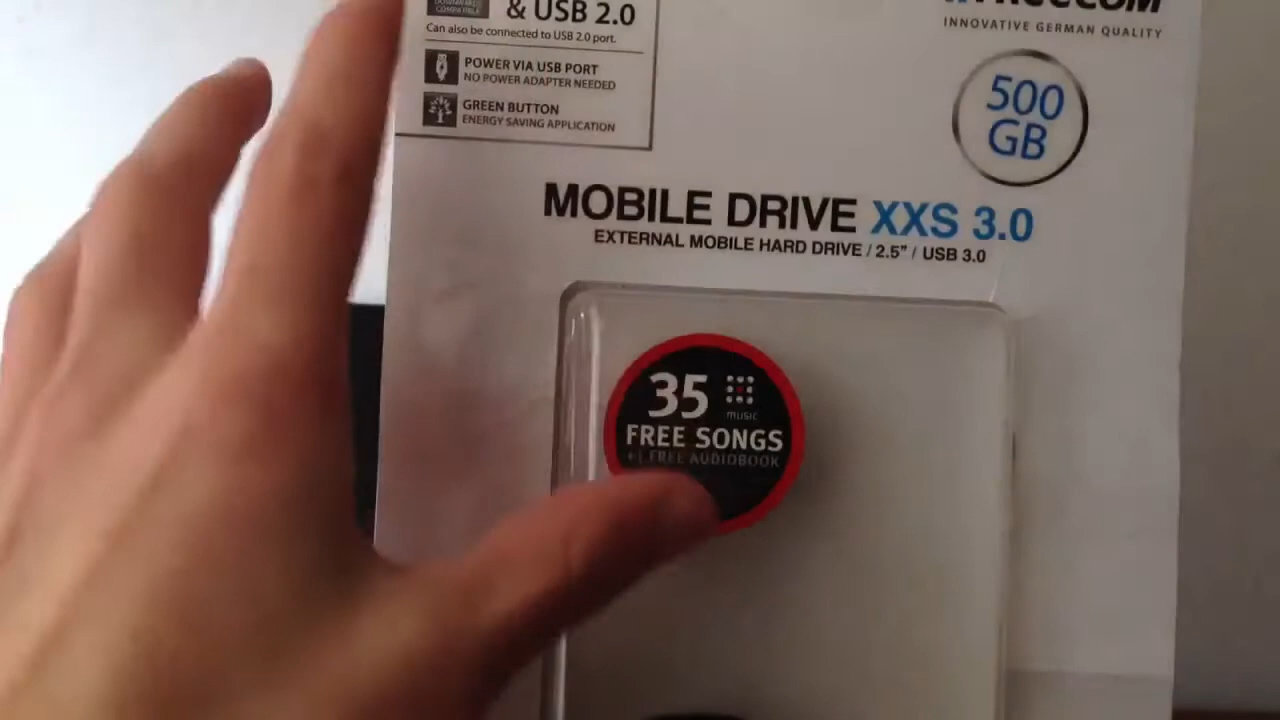 & USB 2.0
Can also be connected to USB 2.0 port.
POWER VIA USB PORT
NO POWER ADAPTER NEEDED
GREEN BUTTON
ENERGY SAVING APPLICATION
FREECOM
INNOVATIVE GERMAN QUALITY
500
GB
MOBILE DRIVE XXS 3.0
EXTERNAL MOBILE HARD DRIVE / 2.5" / USB 3.0
35
music
FREE SONGS
+1 FREE AUDIOBOOK